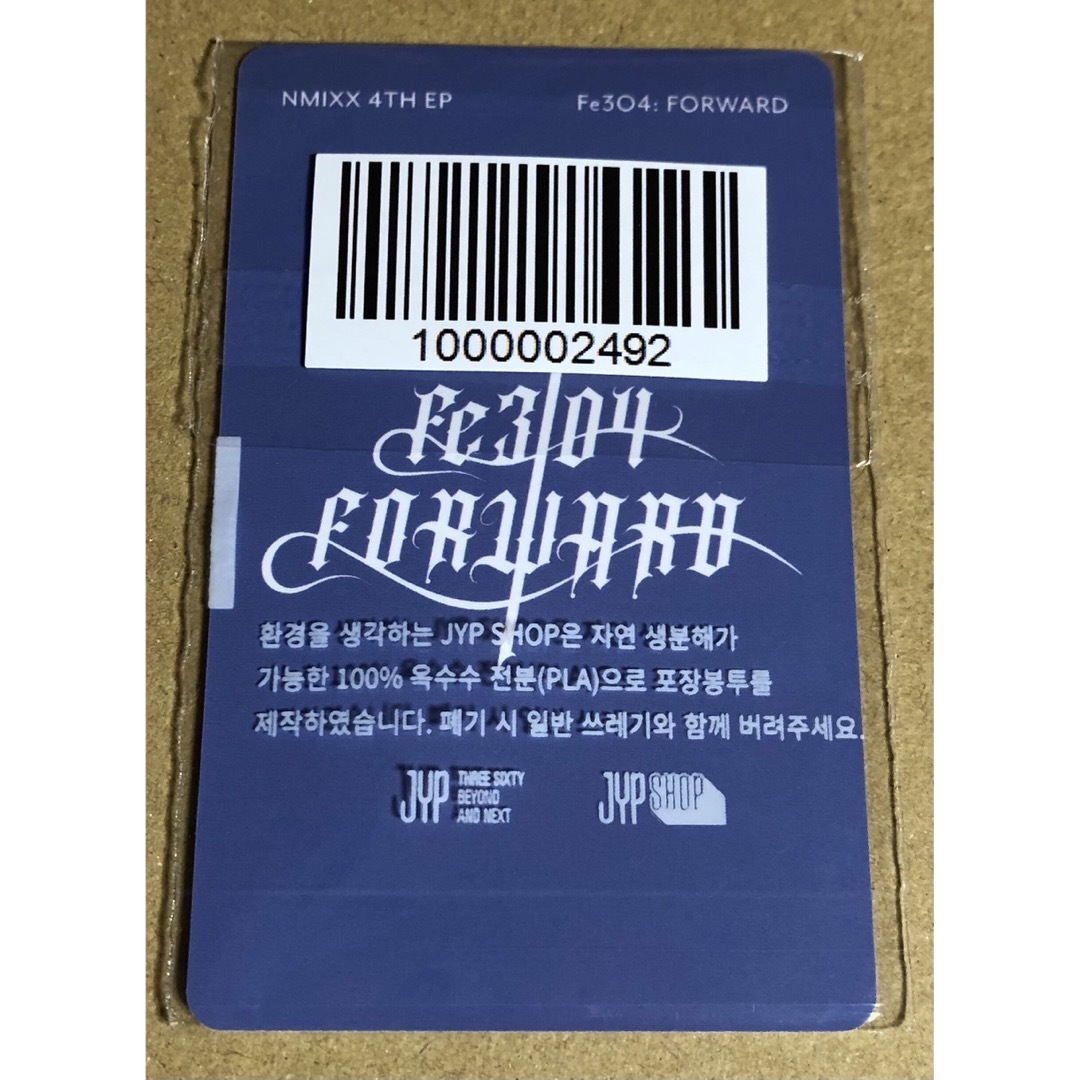 NMIXX 4TH EP
Fe3O4: FORWARD
1000002492
Fe3O4
FORWARD
환경을 생각하는 JYP SHOP은 자연 생분해가
가능한 100% 옥수수 전분(PLA)으로 포장봉투를
제작하였습니다. 폐기 시 일반 쓰레기와 함께 버려주세요.
JYP THREE SIXTY
BEYOND
AND NEXT
JYP SHOP